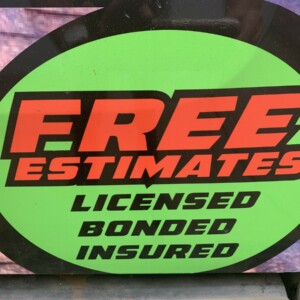 FREE
ESTIMATES
LICENSED
BONDED
INSURED